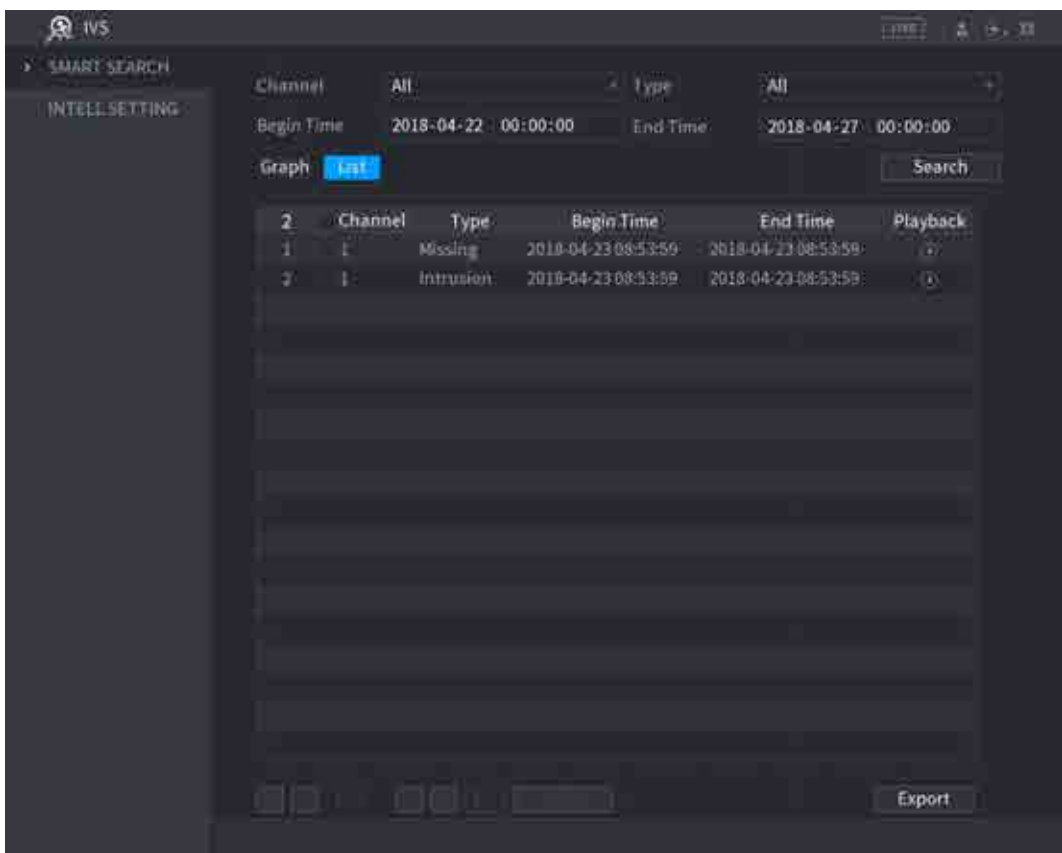 IVS
LIVE
SMART SEARCH
INTELL.SETTING
Channel All Type All
Begin Time 2018-04-22 00:00:00 End Time 2018-04-27 00:00:00
Graph List Search
2 Channel Type Begin Time End Time Playback
1 1 Missing 2018-04-23 08:53:59 2018-04-23 08:53:59
2 1 Intrusion 2018-04-23 08:53:59 2018-04-23 08:53:59
Export